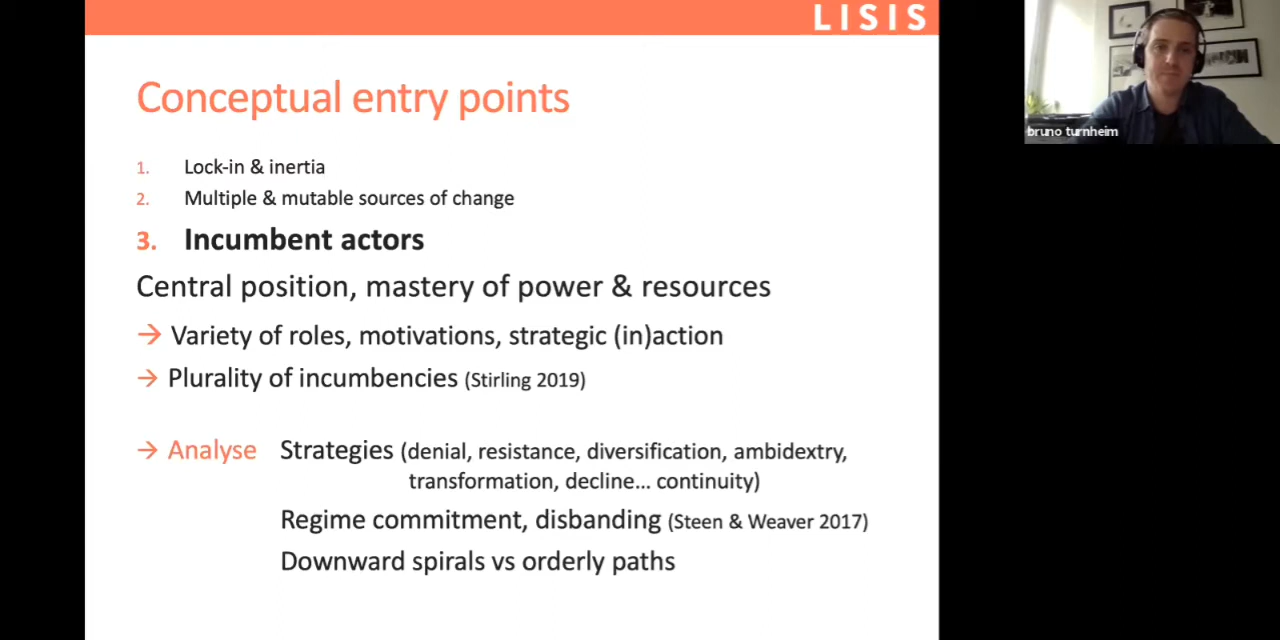 LISIS
Conceptual entry points
1. Lock-in & inertia
2. Multiple & mutable sources of change
3. Incumbent actors
Central position, mastery of power & resources
→ Variety of roles, motivations, strategic (in)action
→ Plurality of incumbencies (Stirling 2019)
→ Analyse Strategies (denial, resistance, diversification, ambidextry,
transformation, decline... continuity)
Regime commitment, disbanding (Steen & Weaver 2017)
Downward spirals vs orderly paths
bruno turnheim